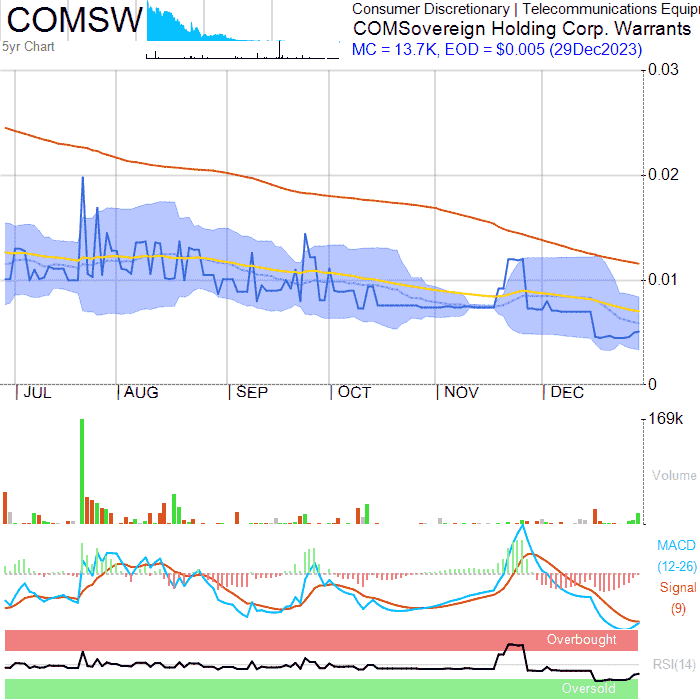 COMSW
5yr Chart
Consumer Discretionary | Telecommunications Equip
COMSovereign Holding Corp. Warrants
MC = 13.7K, EOD = $0.005 (29Dec2023)
0.03
0.02
0.01
0
JUL AUG SEP OCT NOV DEC
169k
Volume
MACD
(12-26)
Signal
(9)
Overbought
RSI(14)
Oversold